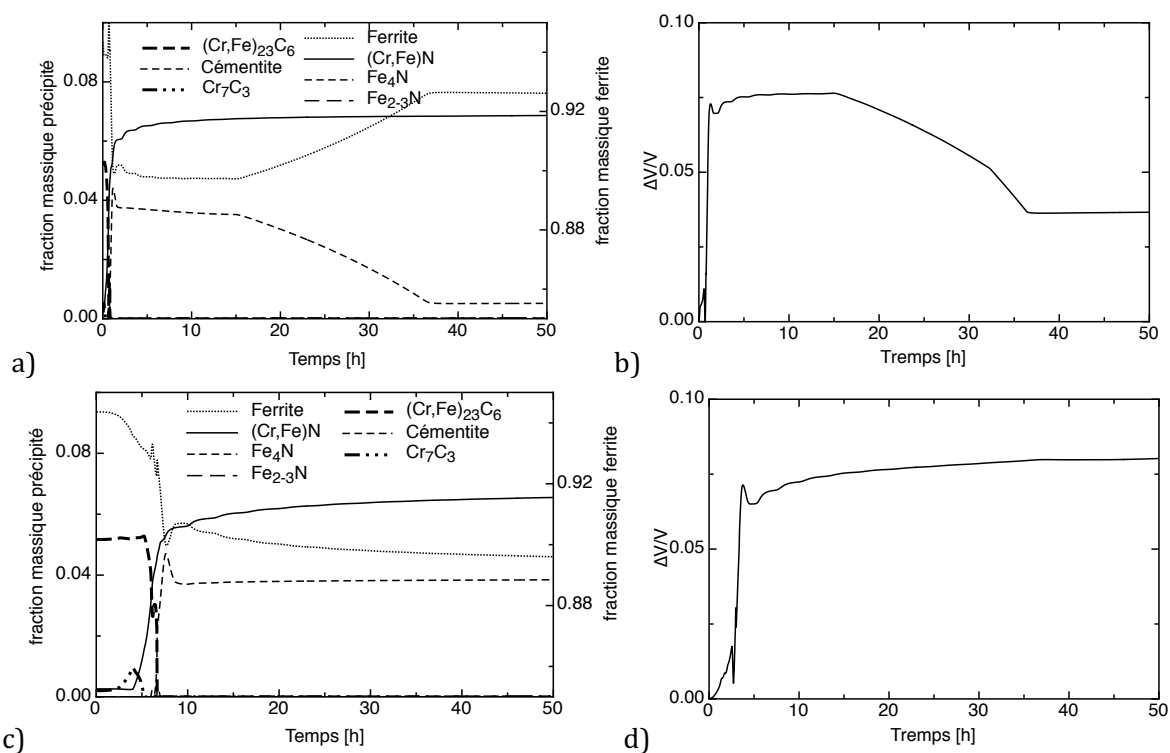 (Cr,Fe)23C6
Cémentite
Cr7C3
Ferrite
(Cr,Fe)N
Fe4N
Fe2-3N
fraction massique précipité
0.08
0.04
0.00
0.92
0.88
fraction massique ferrite
0 10 20 30 40 50
Temps [h]
a)
ΔV/V
0.10
0.05
0.00
0 10 20 30 40 50
Tremps [h]
b)
Ferrite
(Cr,Fe)N
Fe4N
Fe2-3N
(Cr,Fe)23C6
Cémentite
Cr7C3
fraction massique précipité
0.08
0.04
0.00
0.92
0.88
fraction massique ferrite
0 10 20 30 40 50
Temps [h]
c)
ΔV/V
0.10
0.05
0.00
0 10 20 30 40 50
Tremps [h]
d)